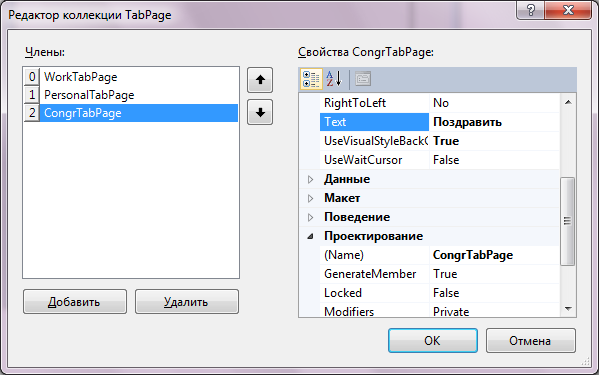 Редактор коллекции TabPage
Члены:
0 WorkTabPage
1 PersonalTabPage
2 CongrTabPage
Добавить Удалить
Свойства CongrTabPage:
RightToLeft No
Text Поздравить
UseVisualStyleBackC True
UseWaitCursor False
Данные
Макет
Поведение
Проектирование
(Name) CongrTabPage
GenerateMember True
Locked False
Modifiers Private
OK Отмена